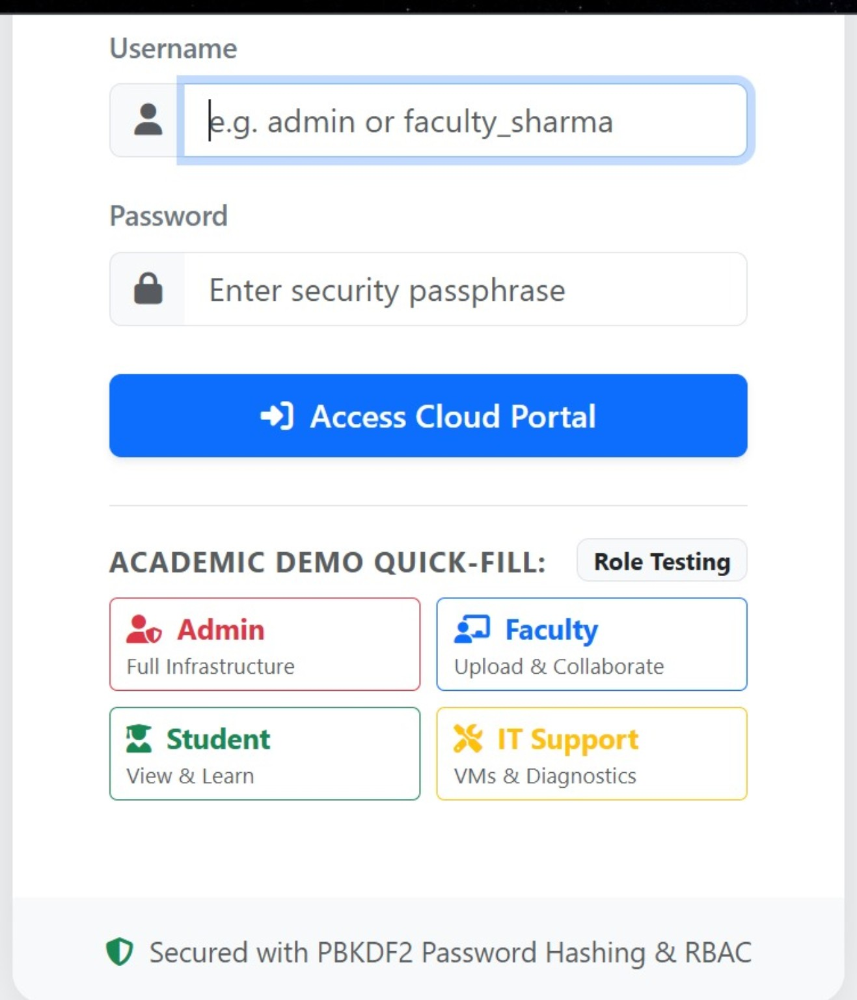 Username
e.g. admin or faculty_sharma
Password
Enter security passphrase
Access Cloud Portal
ACADEMIC DEMO QUICK-FILL: Role Testing
Admin
Full Infrastructure
Faculty
Upload & Collaborate
Student
View & Learn
IT Support
VMs & Diagnostics
Secured with PBKDF2 Password Hashing & RBAC